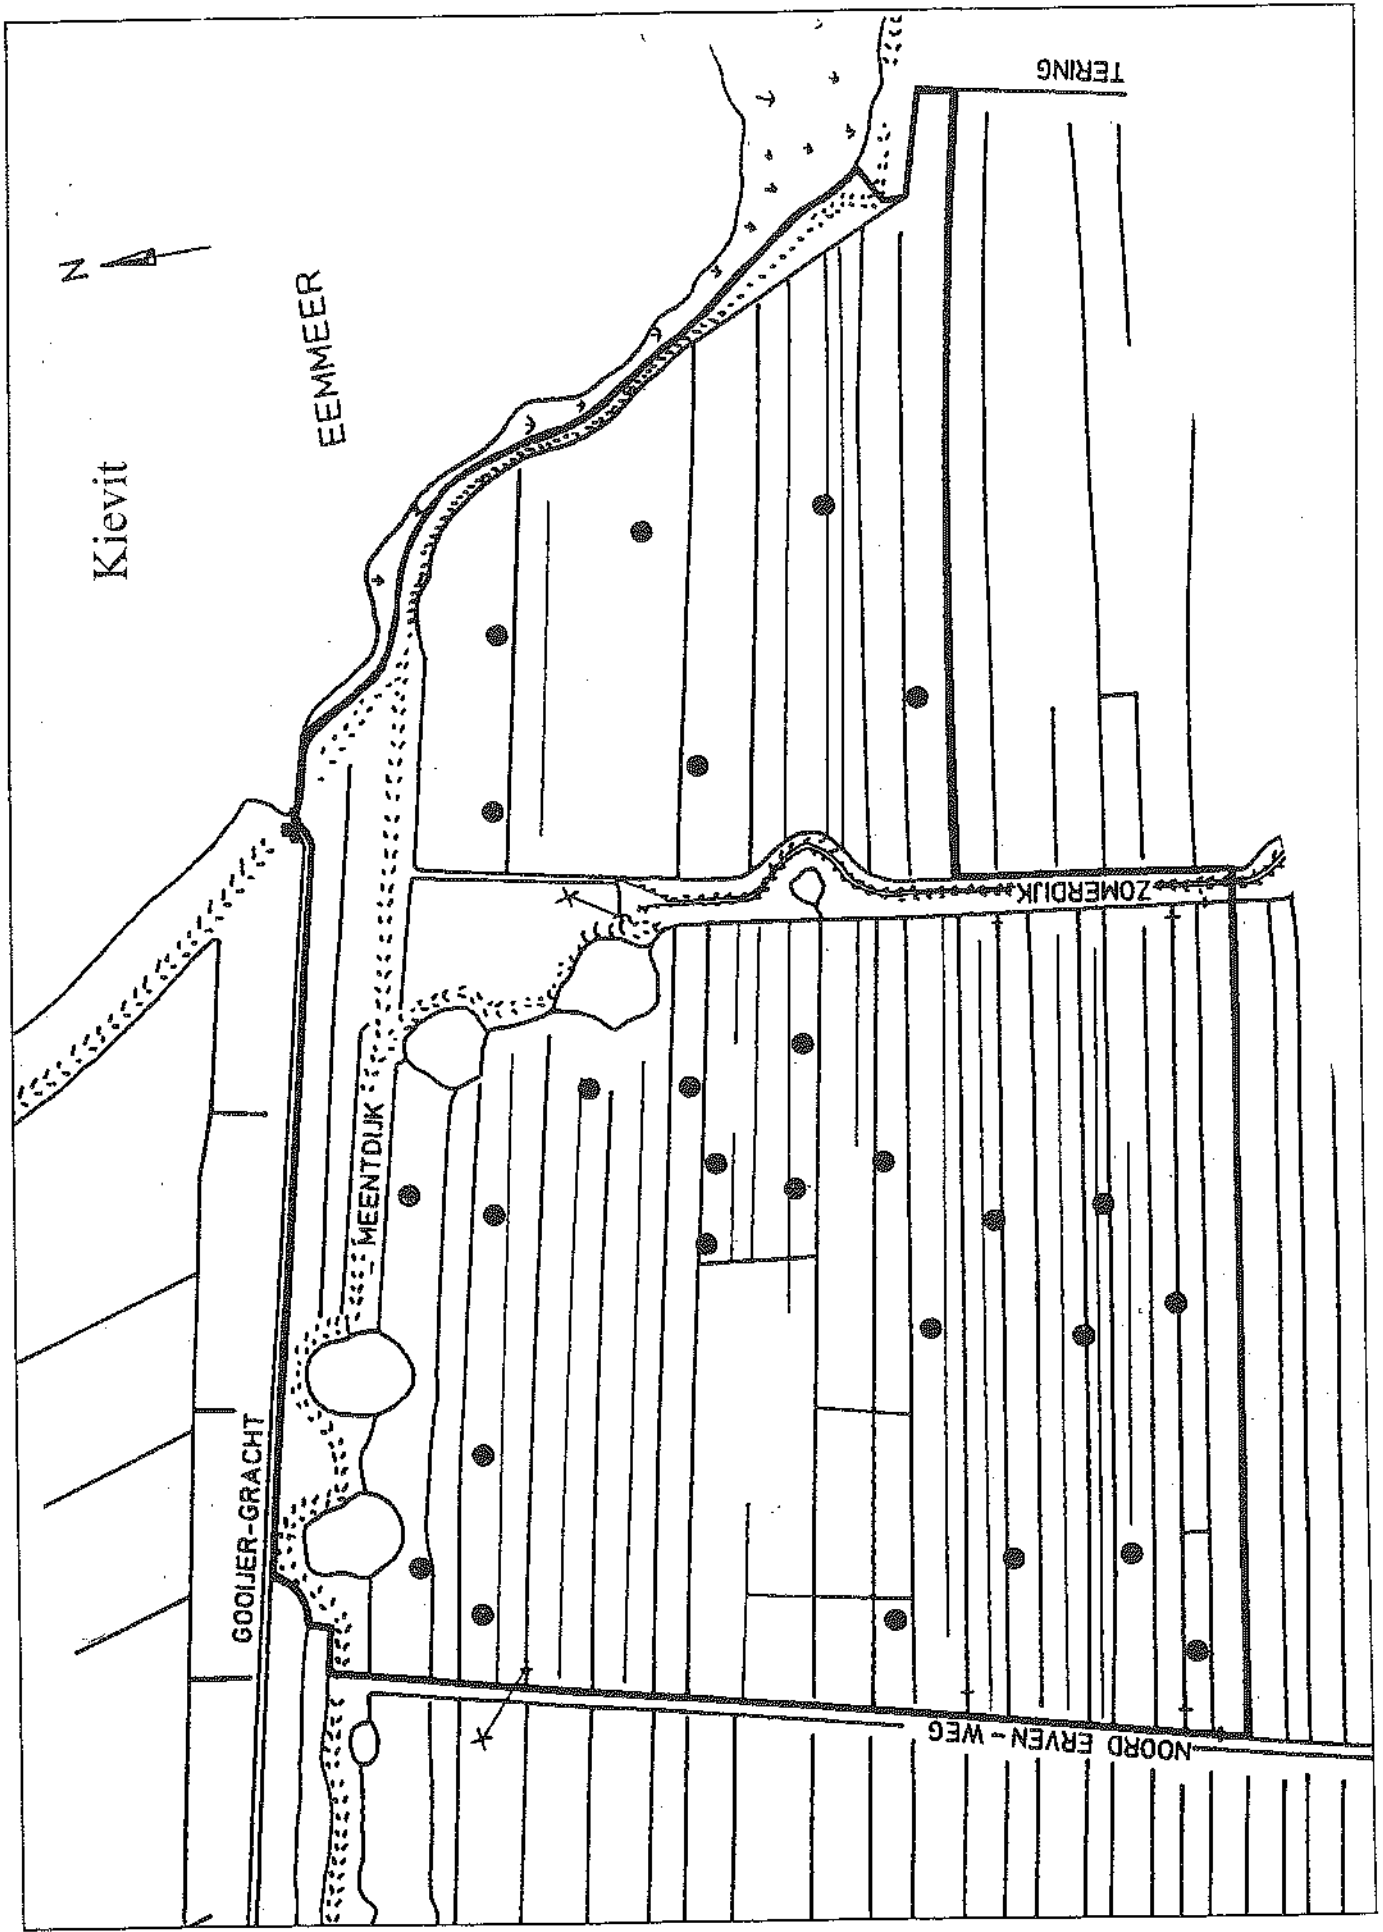 Kievit
N
EEMMEER
TERING
GOOIJER-GRACHT
MEENTDIJK
ZOMERDIJK
NOORD ERVEN-WEG